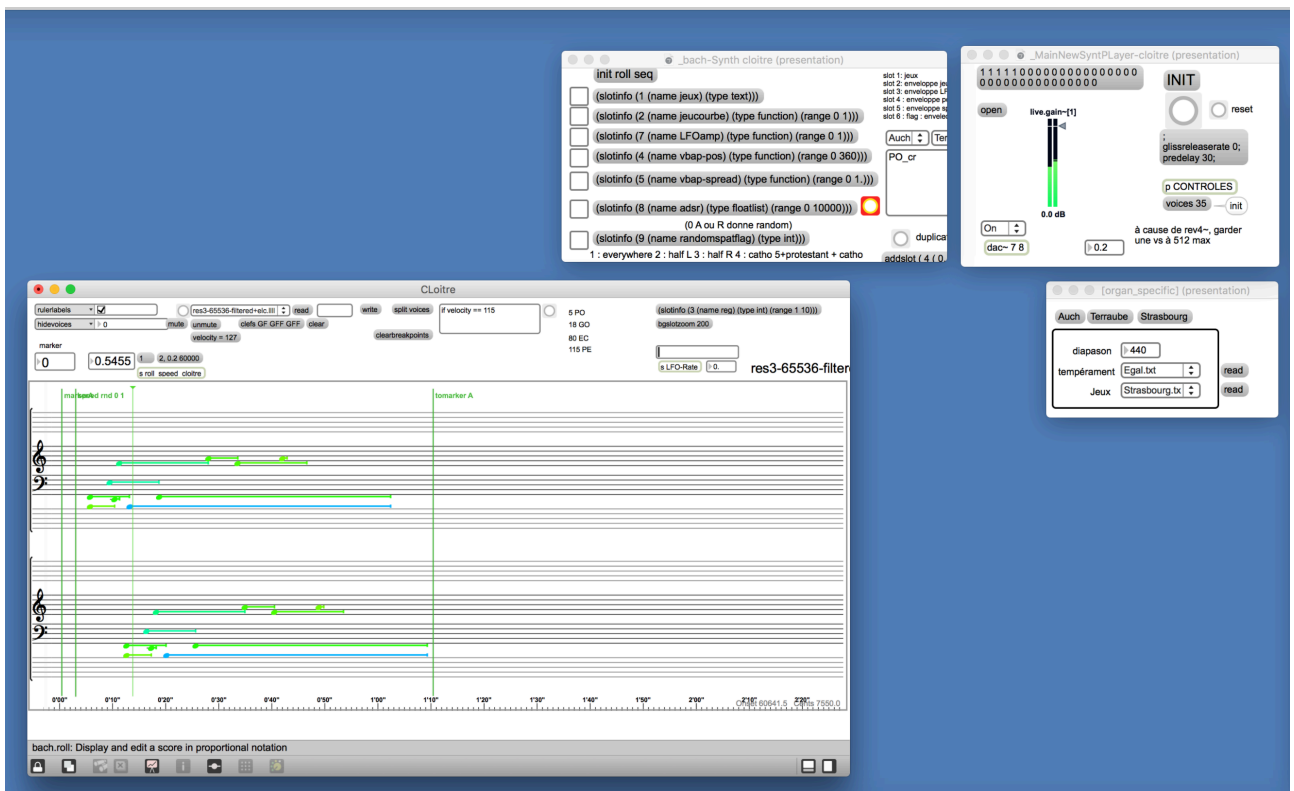 _bach-Synth cloitre (presentation)
init roll seq
(slotinfo (1 (name jeux) (type text)))
(slotinfo (2 (name jeucourbe) (type function) (range 0 1)))
(slotinfo (7 (name LFOamp) (type function) (range 0 1)))
(slotinfo (4 (name vbap-pos) (type function) (range 0 360)))
(slotinfo (5 (name vbap-spread) (type function) (range 0 1.)))
(slotinfo (8 (name adsr) (type floatlist) (range 0 10000)))
(0 A ou R donne random)
(slotinfo (9 (name randomspatflag) (type int)))
1 : everywhere 2 : half L 3 : half R 4 : catho 5+protestant + catho
slot 1: jeux
slot 2: enveloppe jeu
slot 3: enveloppe LF
slot 4 : enveloppe po
slot 5 : enveloppe sp
slot 6 : flag : envelec
Auch
Ter
PO_cr
duplicat
addslot ( 4 ( 0
_MainNewSyntPLayer-cloitre (presentation)
1 1 1 1 1 0 0 0 0 0 0 0 0 0 0 0 0 0 0 0
0 0 0 0 0 0 0 0 0 0 0 0 0 0 0
INIT
open
live.gain~[1]
reset
;
glissreleaserate 0;
predelay 30;
p CONTROLES
voices 35
init
0.0 dB
On
dac~ 7 8
0.2
à cause de rev4~, garder
une vs à 512 max
[organ_specific] (presentation)
Auch
Terraube
Strasbourg
diapason
440
tempérament
Egal.txt
read
Jeux
Strasbourg.tx
read
CLoitre
rulerlabels
res3-65536-filtered+elc.llll
read
write
split voices
if velocity == 115
hidevoices
0
mute
unmute
clefs GF GFF GFF
clear
velocity = 127
clearbreakpoints
marker
0
0.5455
1
2, 0.2 60000
s roll_speed_cloitre
5 PO
18 GO
80 EC
115 PE
(slotinfo (3 (name reg) (type int) (range 1 10)))
bgslotzoom 200
s LFO-Rate
0.
res3-65536-filter
tomarker A
0'00"
0'10"
0'20"
0'30"
0'40"
0'50"
1'00"
1'10"
1'20"
1'30"
1'40"
1'50"
2'00"
2'10"
2'20"
Onset 60641.5 Cents 7550.0
bach.roll: Display and edit a score in proportional notation